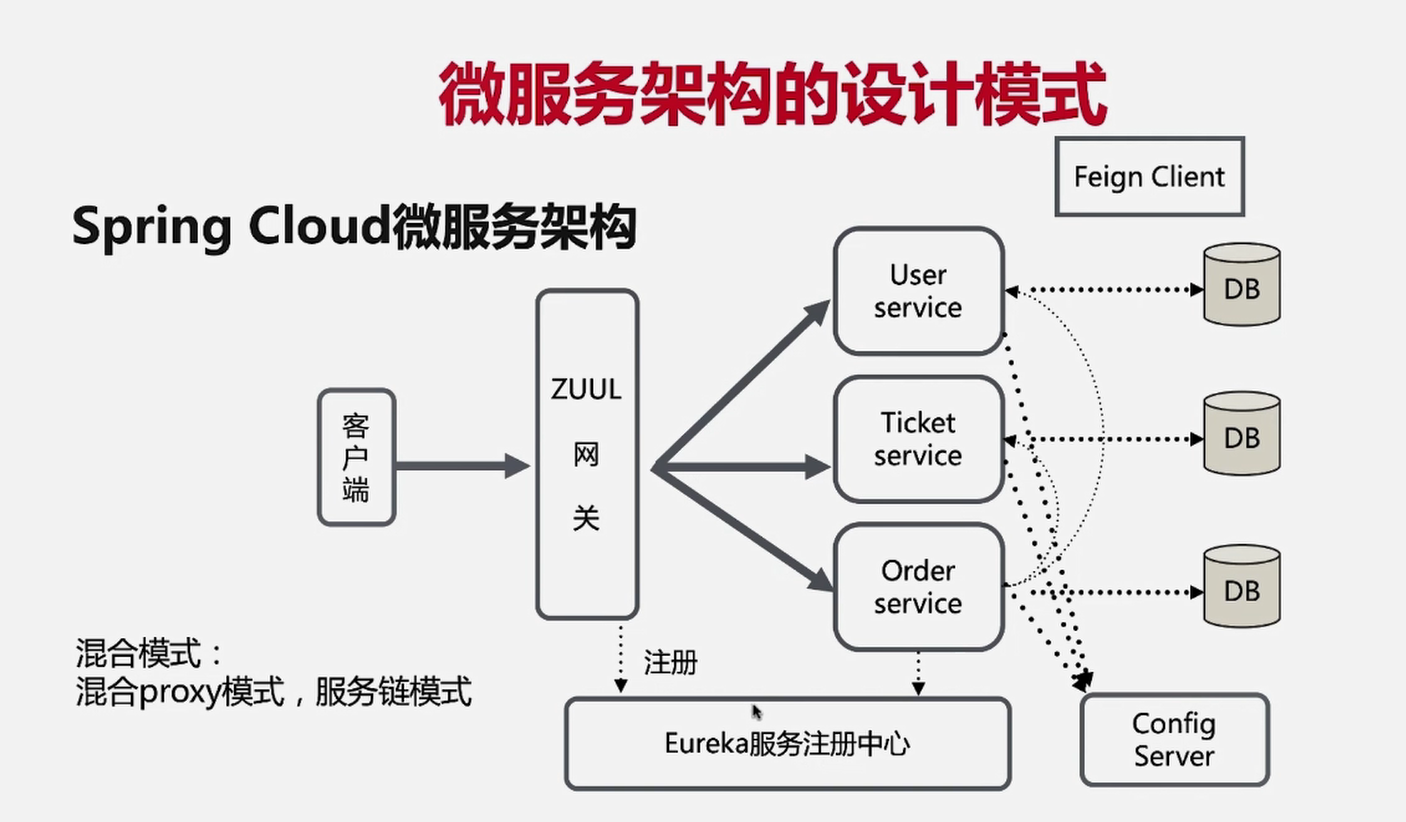 微服务架构的设计模式
Feign Client
Spring Cloud微服务架构
User
service
DB
ZUUL
网
关
客
户
端
Ticket
service
DB
Order
service
DB
混合模式：
混合proxy模式，服务链模式
注册
Eureka服务注册中心
Config
Server